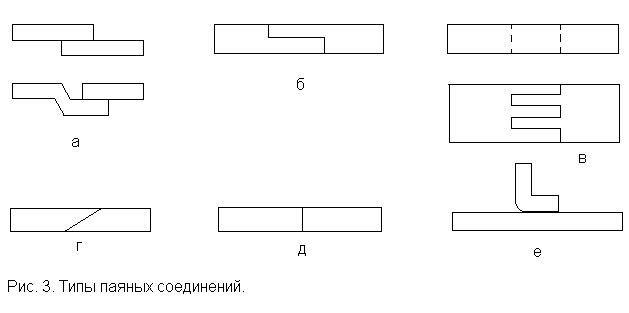 б
а
в
г
д
е
Рис. 3. Типы паяных соединений.